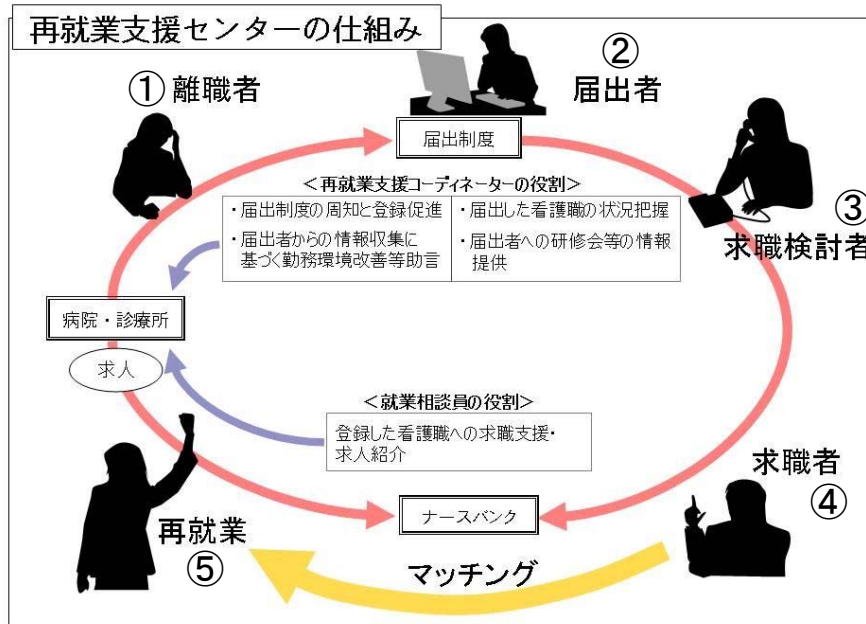 再就業支援センターの仕組み
①離職者
②
届出者
届出制度
③
求職検討者
＜再就業支援コーディネーターの役割＞
・届出制度の周知と登録促進
・届出者からの情報収集に
基づく勤務環境改善等助言
・届出した看護職の状況把握
・届出者への研修会等の情報
提供
病院・診療所
求人
＜就業相談員の役割＞
登録した看護職への求職支援・
求人紹介
求職者
④
ナースバンク
再就業
⑤
マッチング